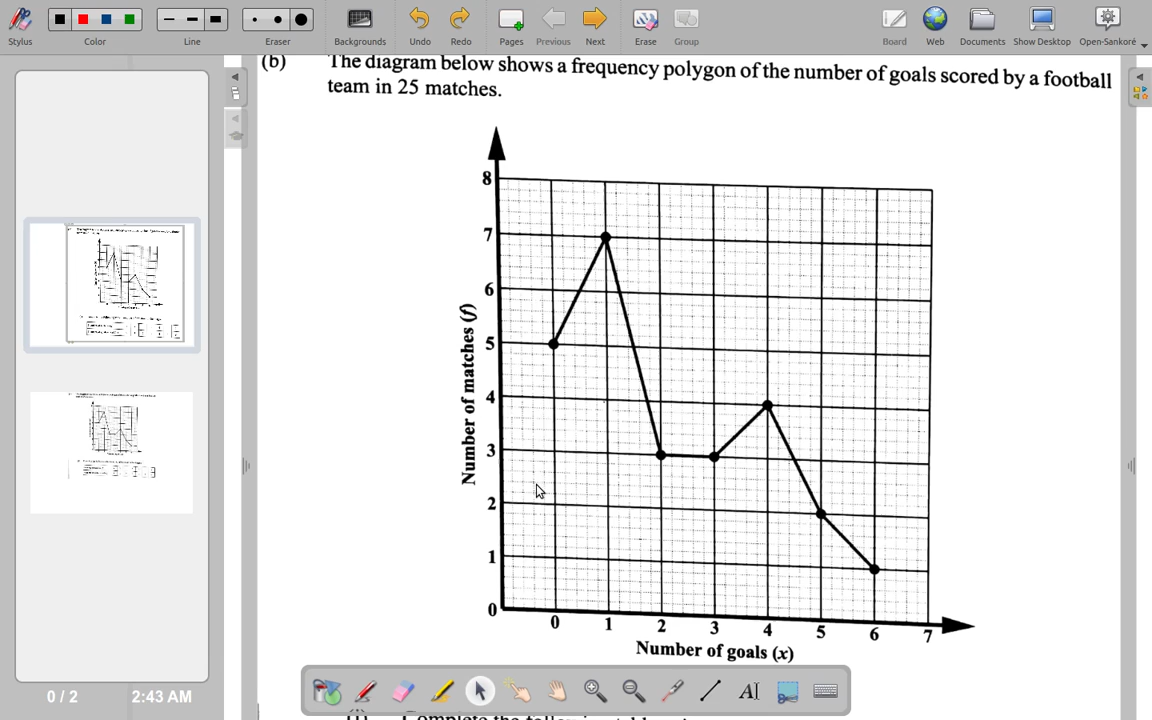 Stylus
Color
Line
Eraser
Backgrounds
Undo
Redo
Pages
Previous
Next
Erase
Group
Board
Web
Documents
Show Desktop
Open-Sankoré
(b) The diagram below shows a frequency polygon of the number of goals scored by a football
team in 25 matches.
8
7
6
5
4
3
2
1
0
Number of matches (f)
0 1 2 3 4 5 6 7
Number of goals (x)
0 / 2
2:43 AM